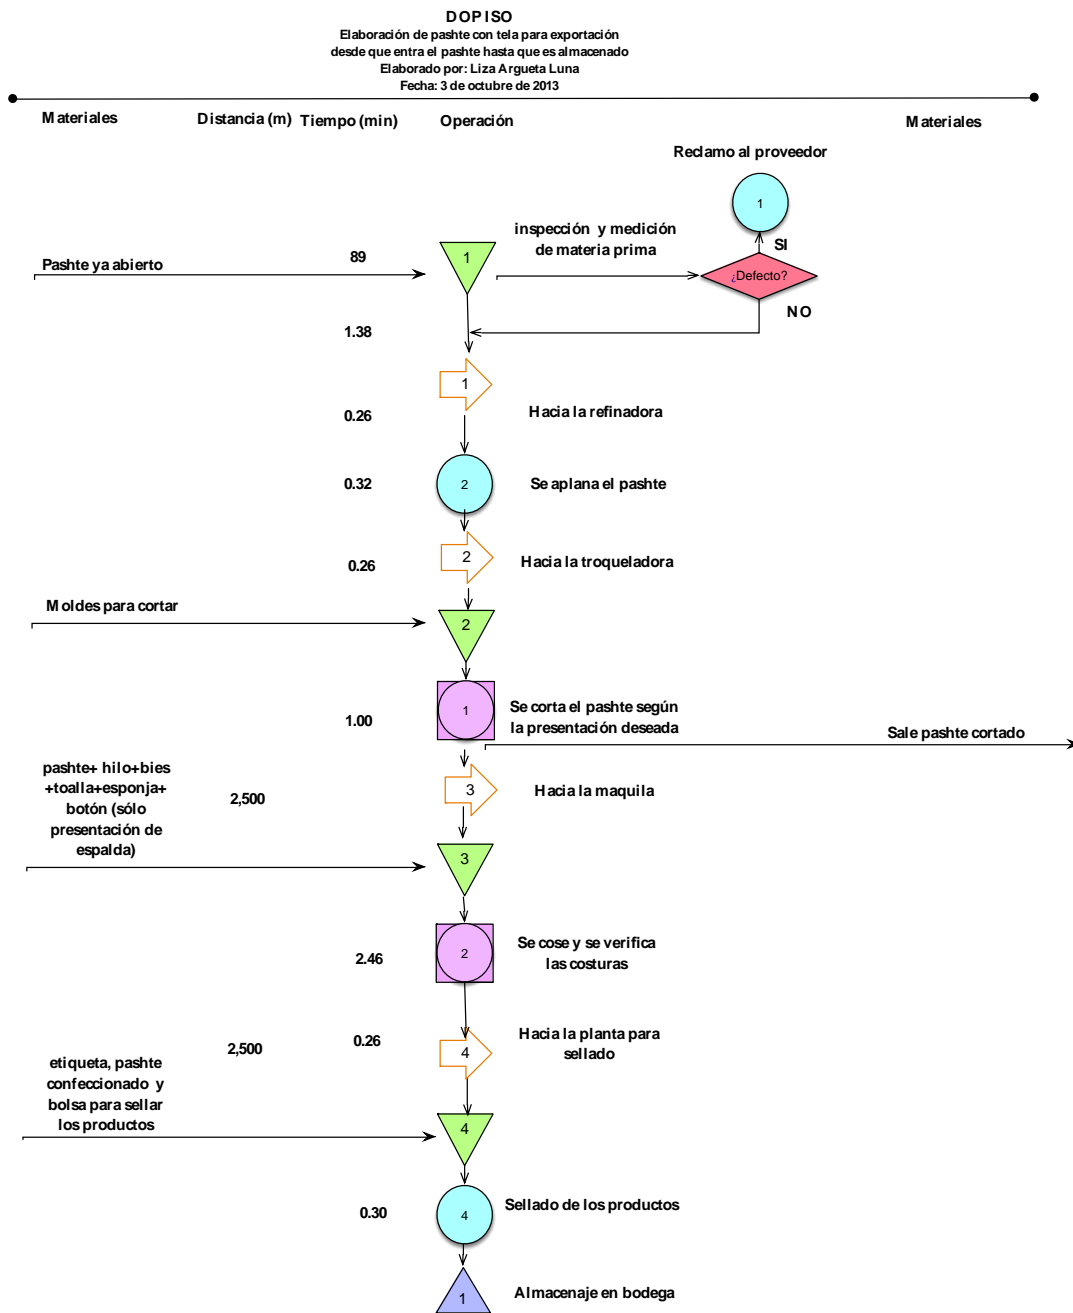 DOP ISO
Elaboración de pashte con tela para exportación
desde que entra el pashte hasta que es almacenado
Elaborado por: Liza Argueta Luna
Fecha: 3 de octubre de 2013
Materiales
Distancia (m)
Tiempo (min)
Operación
Materiales
Reclamo al proveedor
1
SI
inspección y medición
de materia prima
¿Defecto?
NO
Pashte ya abierto
89
1
1.38
1
0.26
Hacia la refinadora
0.32
2
Se aplana el pashte
0.26
2
Hacia la troqueladora
Moldes para cortar
2
1.00
1
Se corta el pashte según
la presentación deseada
Sale pashte cortado
pashte+ hilo+bies
+toalla+esponja+
botón (sólo
presentación de
espalda)
2,500
3
Hacia la maquila
3
2.46
2
Se cose y se verifica
las costuras
2,500
0.26
4
Hacia la planta para
sellado
etiqueta, pashte
confeccionado y
bolsa para sellar
los productos
4
0.30
4
Sellado de los productos
1
Almacenaje en bodega